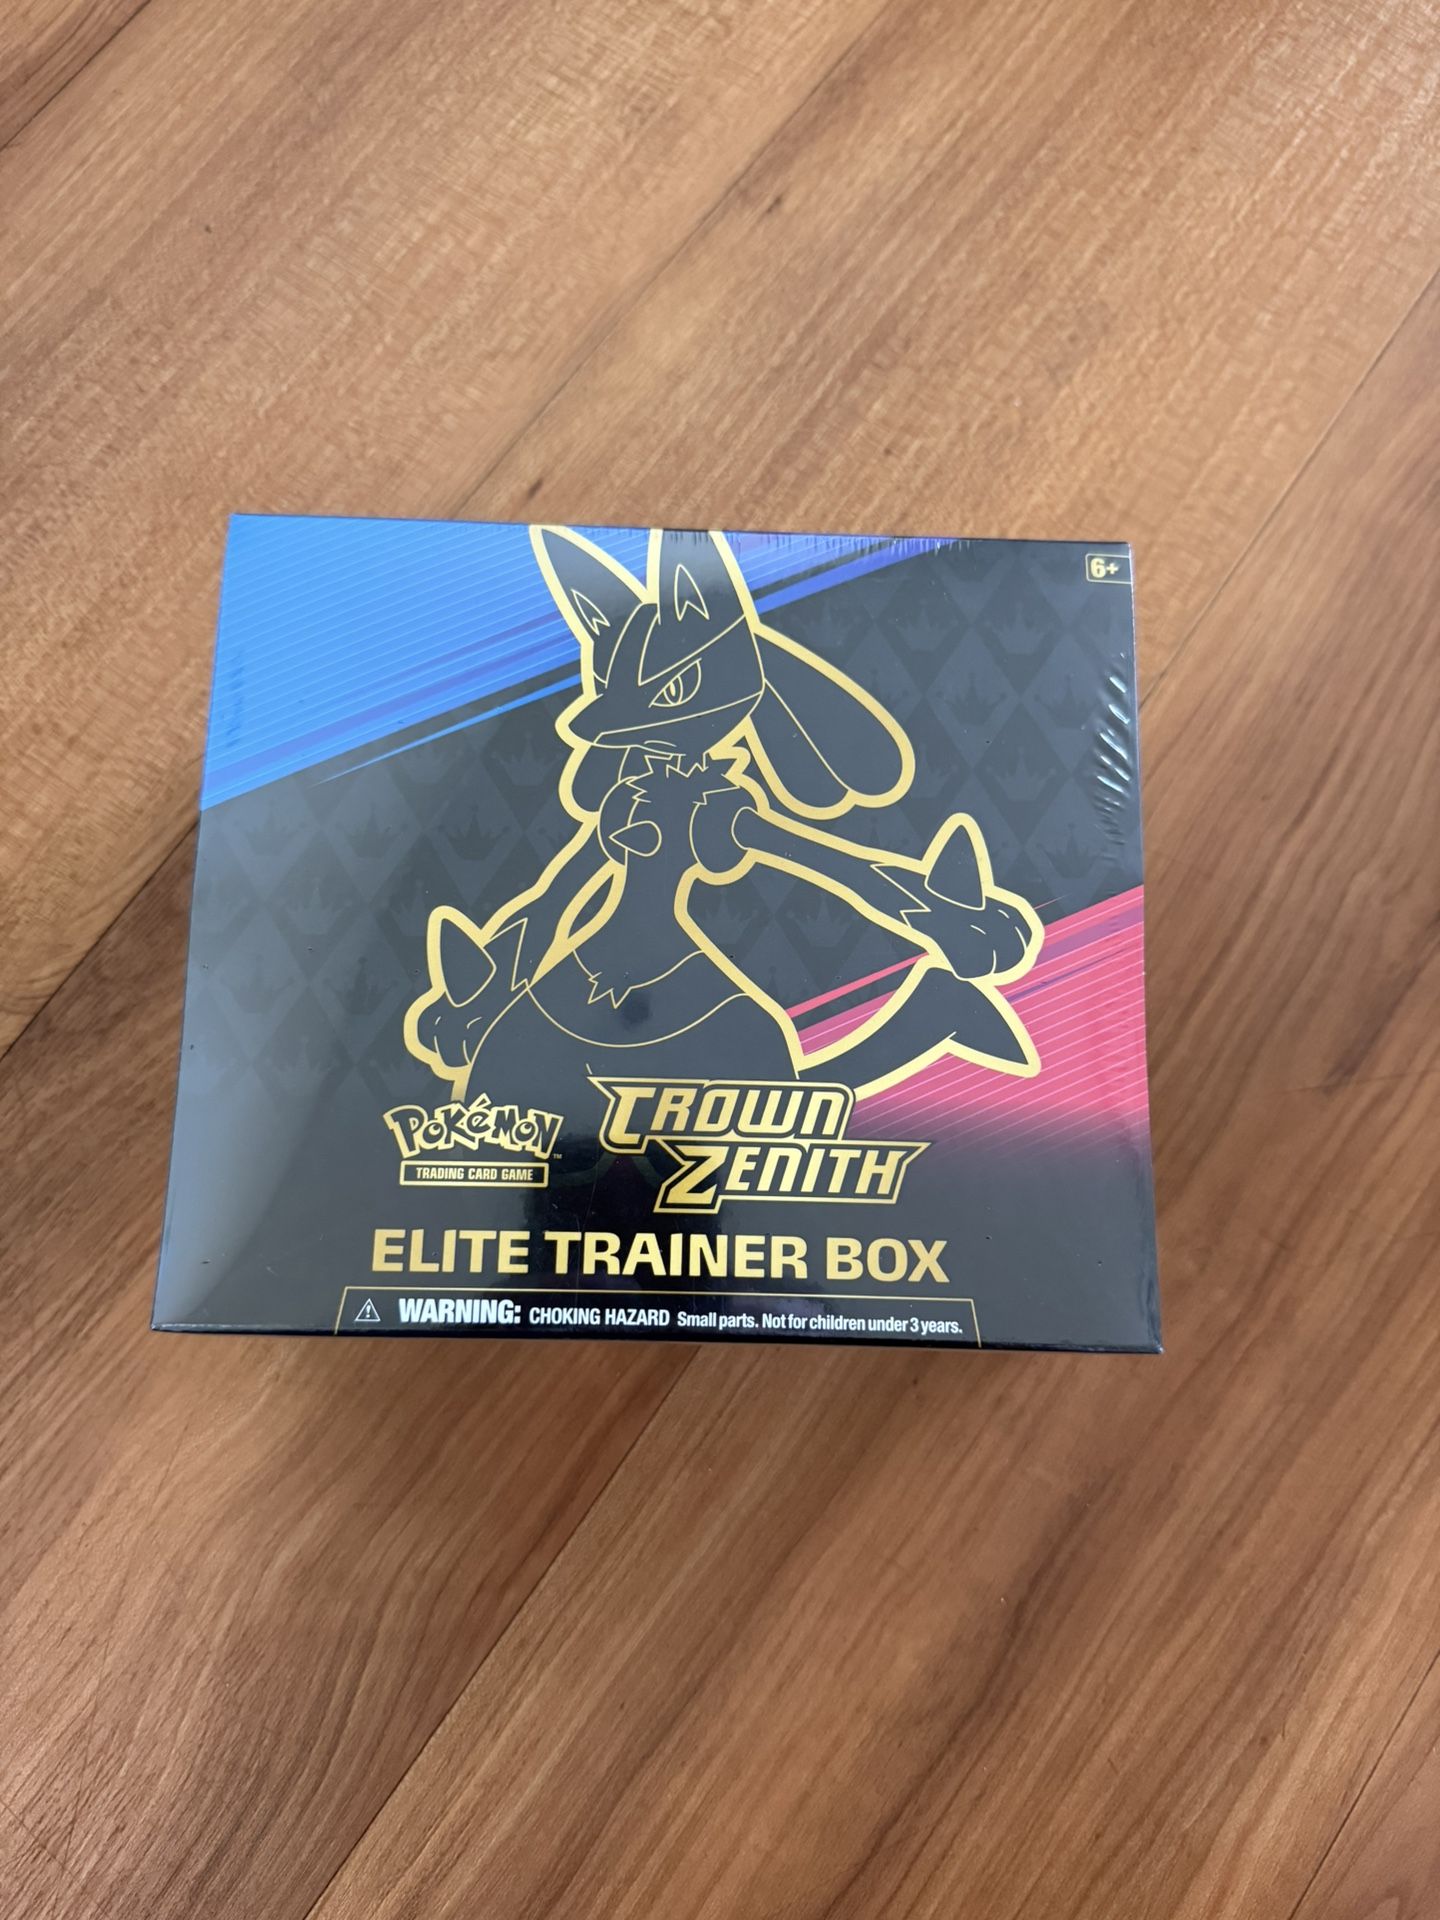 6+
POKéMON™
TRADING CARD GAME
CROWN
ZENITH
ELITE TRAINER BOX
⚠ WARNING: CHOKING HAZARD Small parts. Not for children under 3 years.